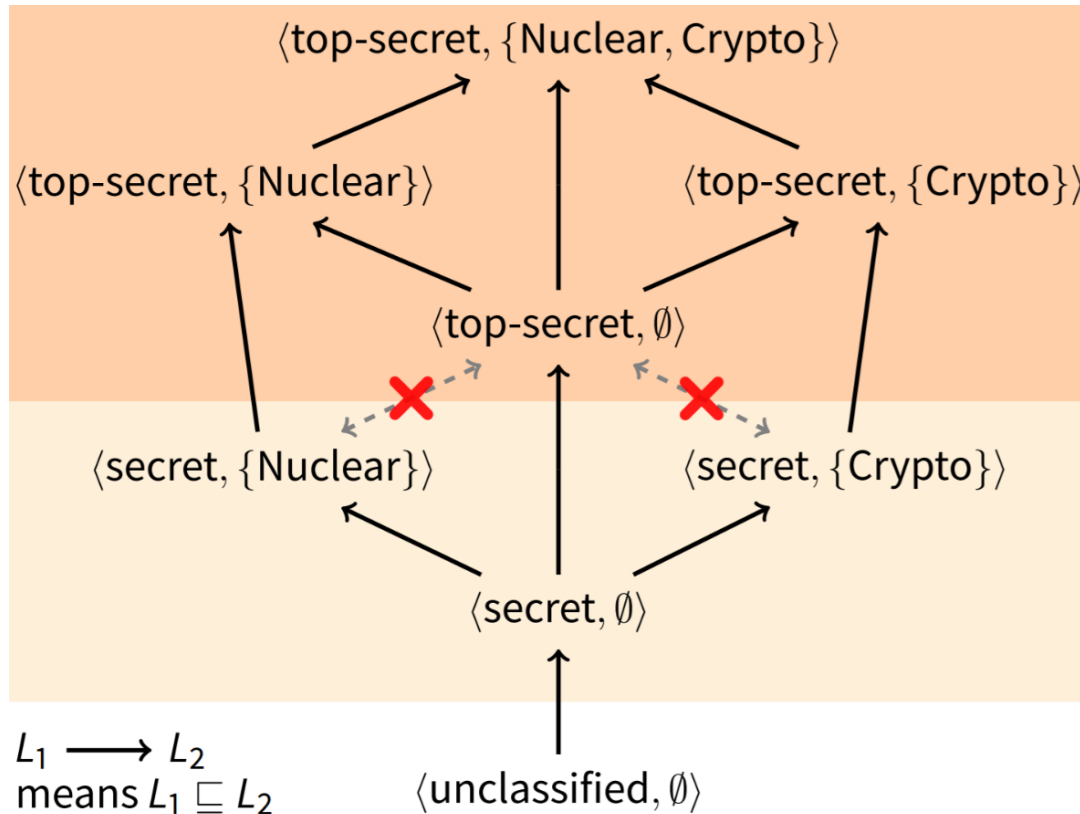 ⟨top-secret, {Nuclear, Crypto}⟩
⟨top-secret, {Nuclear}⟩
⟨top-secret, {Crypto}⟩
⟨top-secret, ∅⟩
⟨secret, {Nuclear}⟩
⟨secret, {Crypto}⟩
⟨secret, ∅⟩
L₁ ⟶ L₂
means L₁ ⊑ L₂
⟨unclassified, ∅⟩